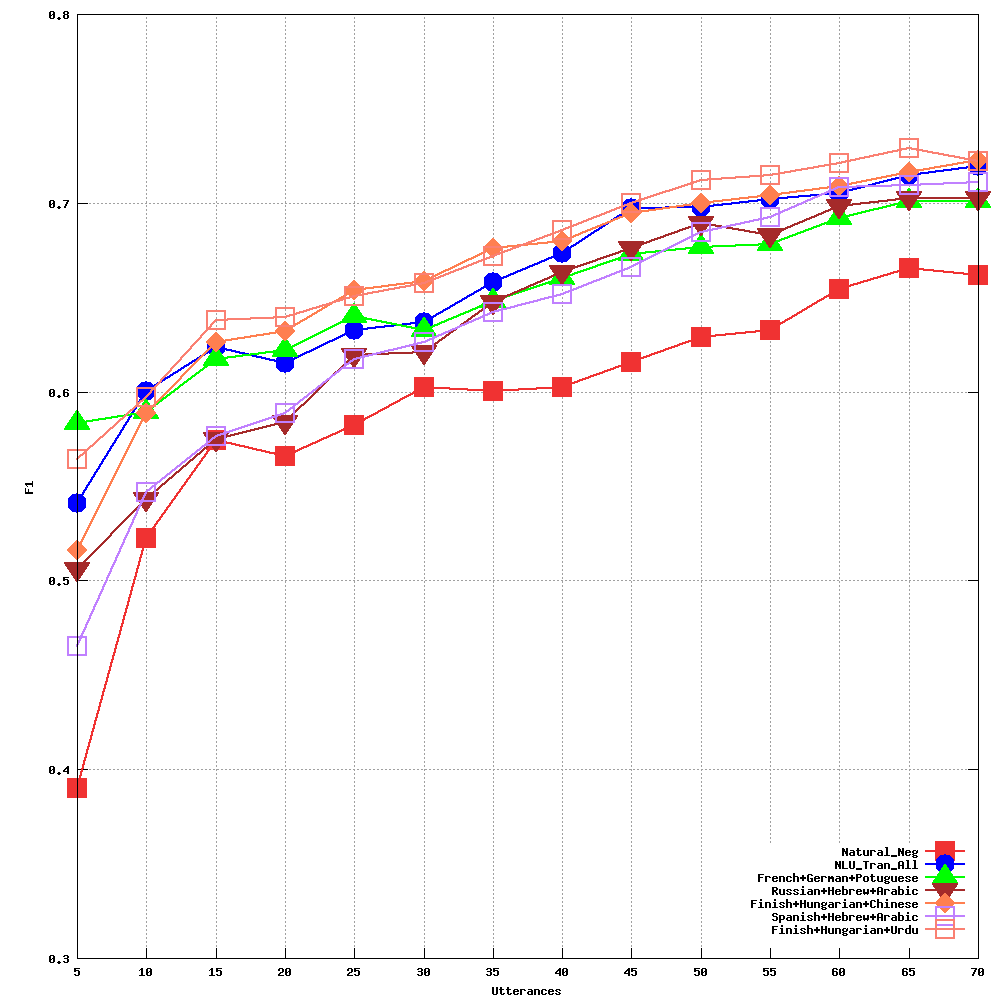 0.8
0.7
0.6
0.5
0.4
0.3
F1
Natural_Neg
NLU_Tran_All
French+German+Potuguese
Russian+Hebrew+Arabic
Finish+Hungarian+Chinese
Spanish+Hebrew+Arabic
Finish+Hungarian+Urdu
5 10 15 20 25 30 35 40 45 50 55 60 65 70
Utterances